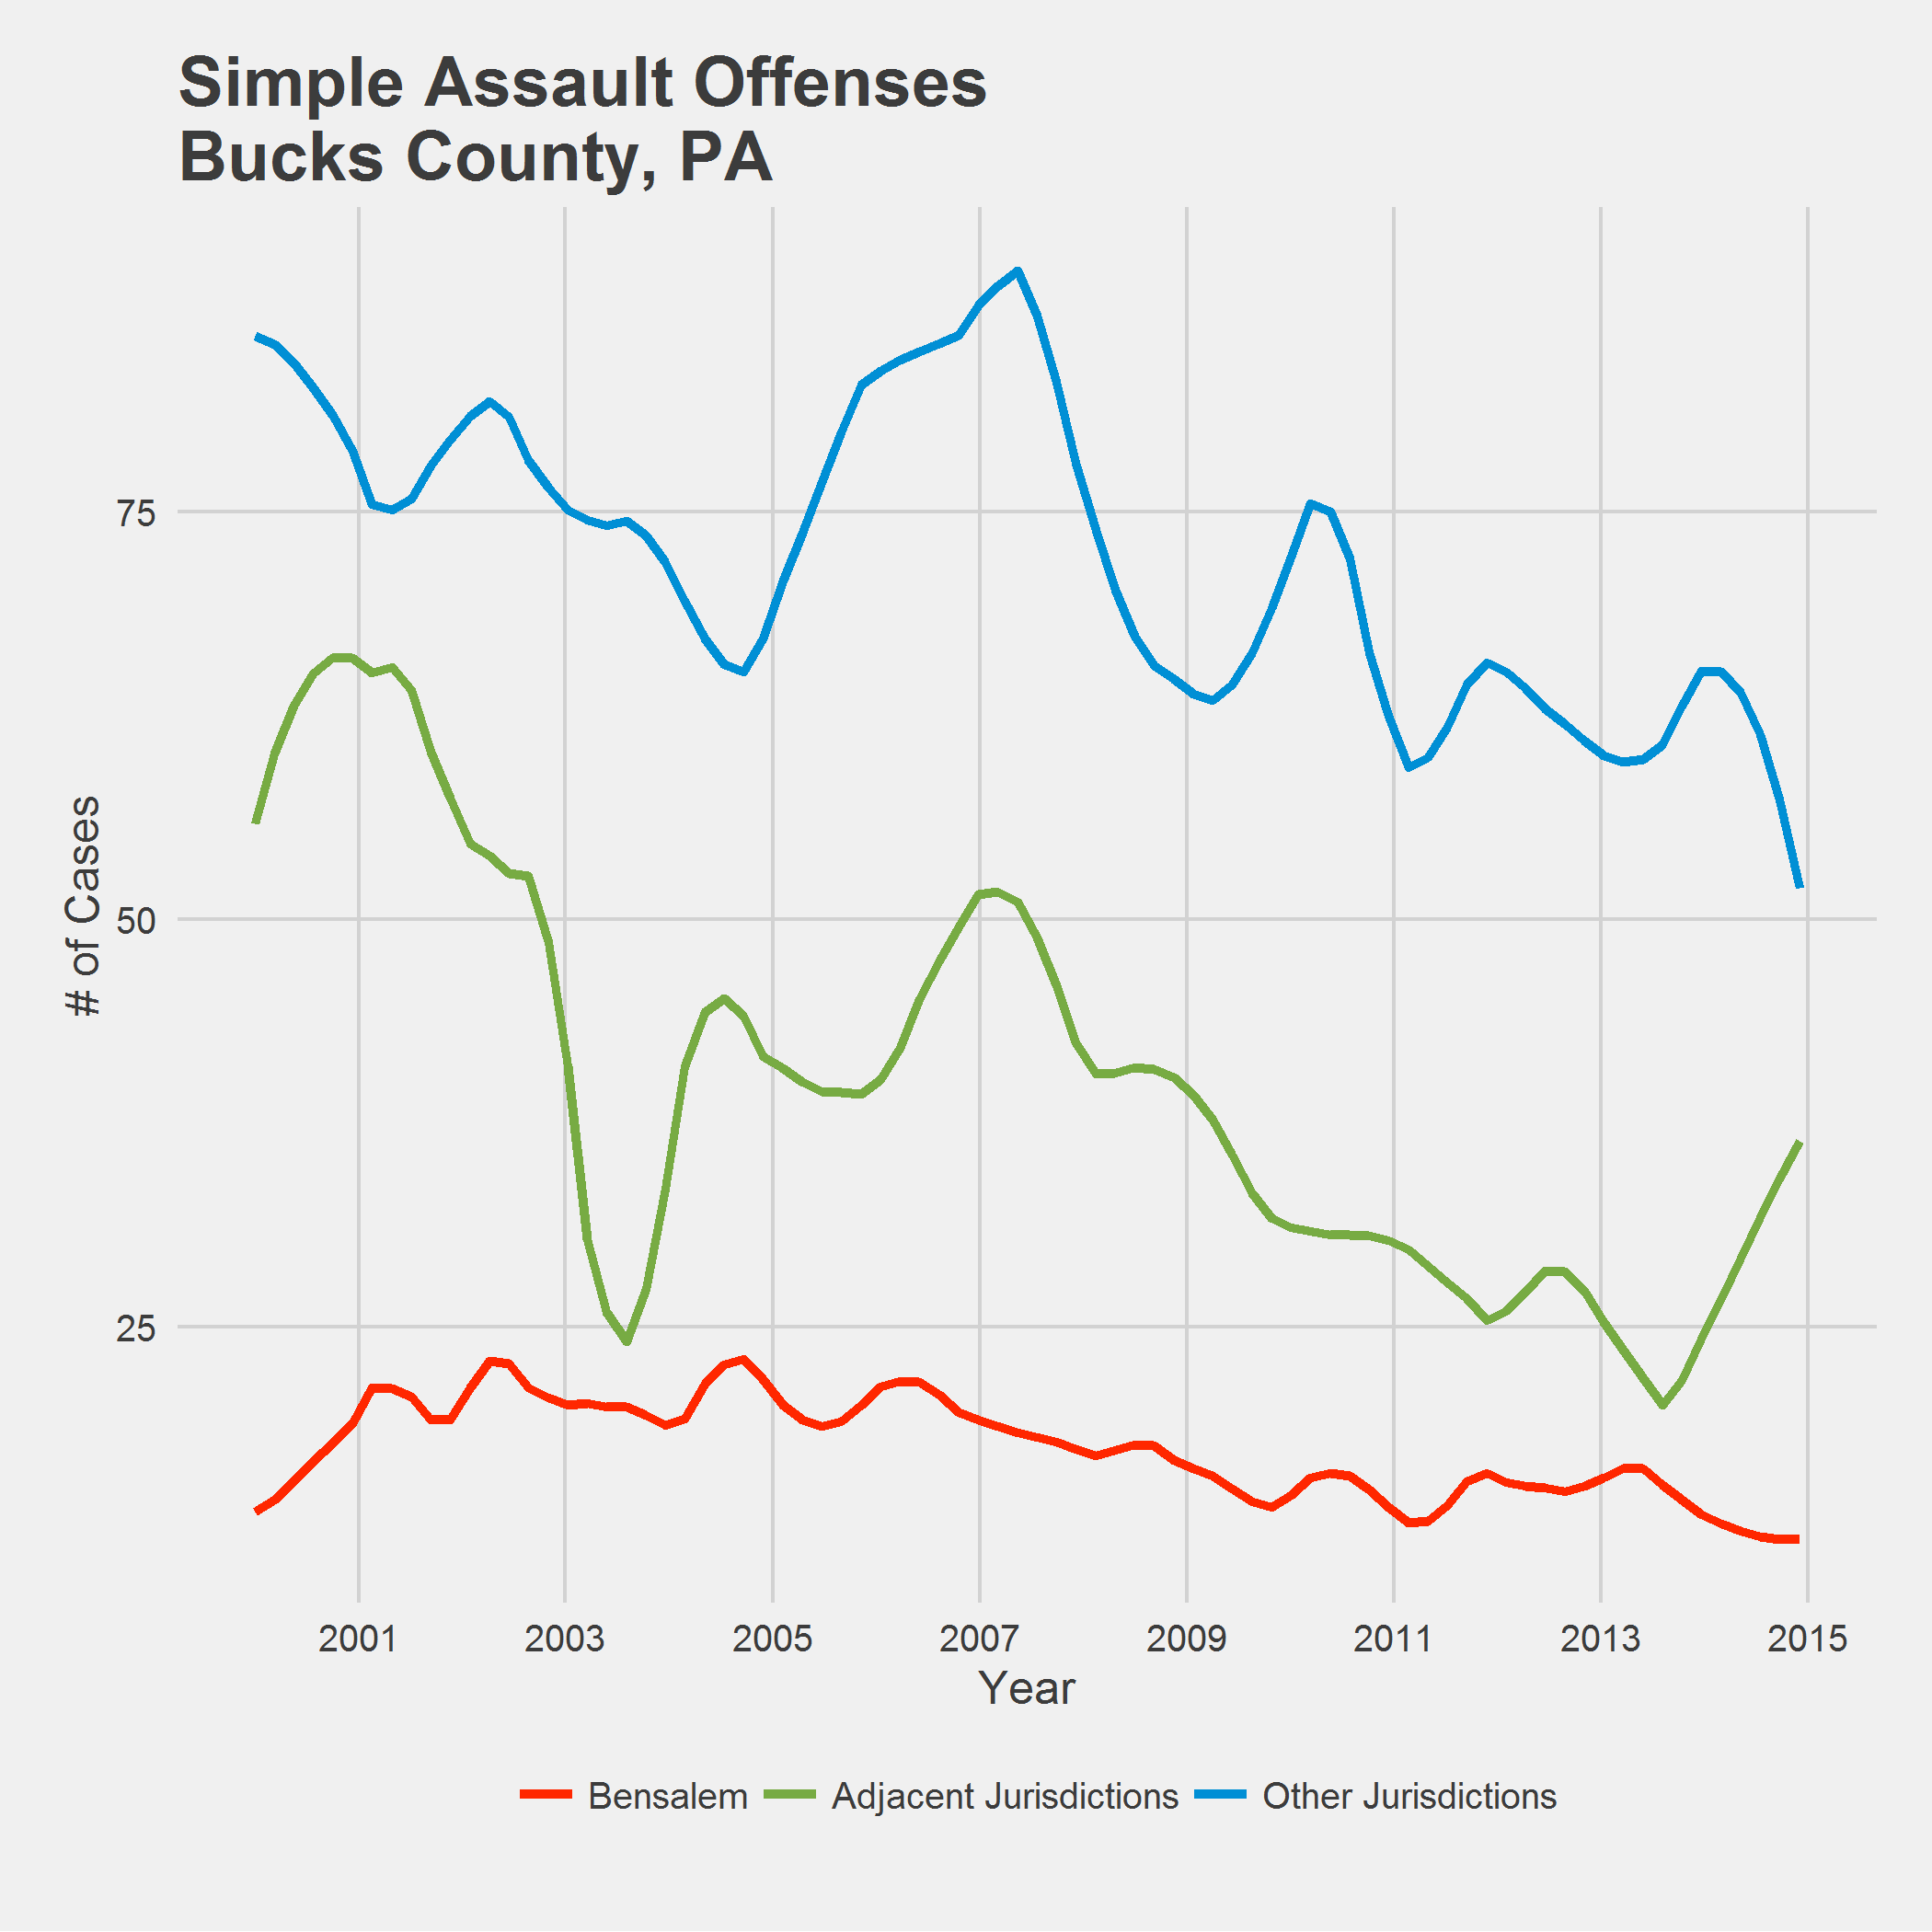 Simple Assault Offenses
Bucks County, PA
# of Cases
75
50
25
2001 2003 2005 2007 2009 2011 2013 2015
Year
Bensalem Adjacent Jurisdictions Other Jurisdictions